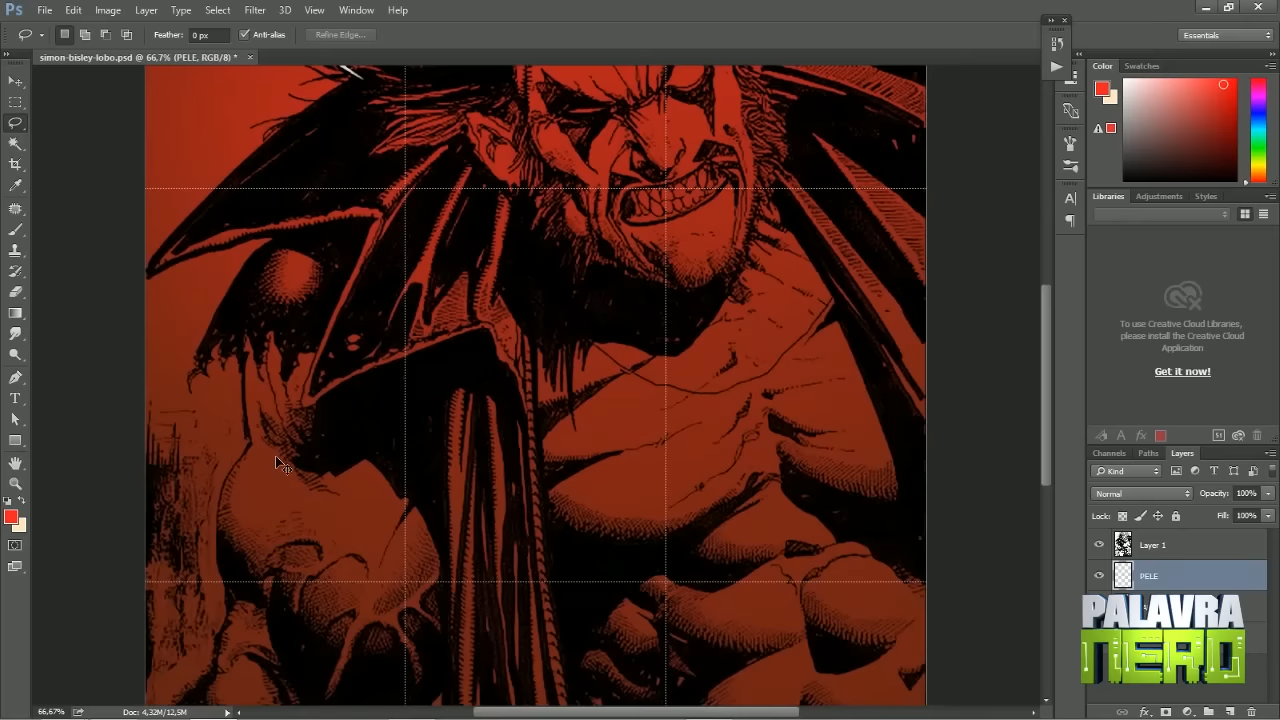 Ps File Edit Image Layer Type Select Filter 3D View Window Help
Feather: 0 px Anti-alias Refine Edge... Essentials
simon-bisley-lobo.psd @ 66,7% (PELE, RGB/8) *
Color Swatches
Libraries Adjustments Styles
To use Creative Cloud Libraries,
please install the Creative Cloud
Application
Get it now!
Channels Paths Layers
Kind
Normal Opacity: 100%
Lock: Fill: 100%
Layer 1
PELE
PALAVRA
NERD
66,67% Doc: 4,32M/12,5M